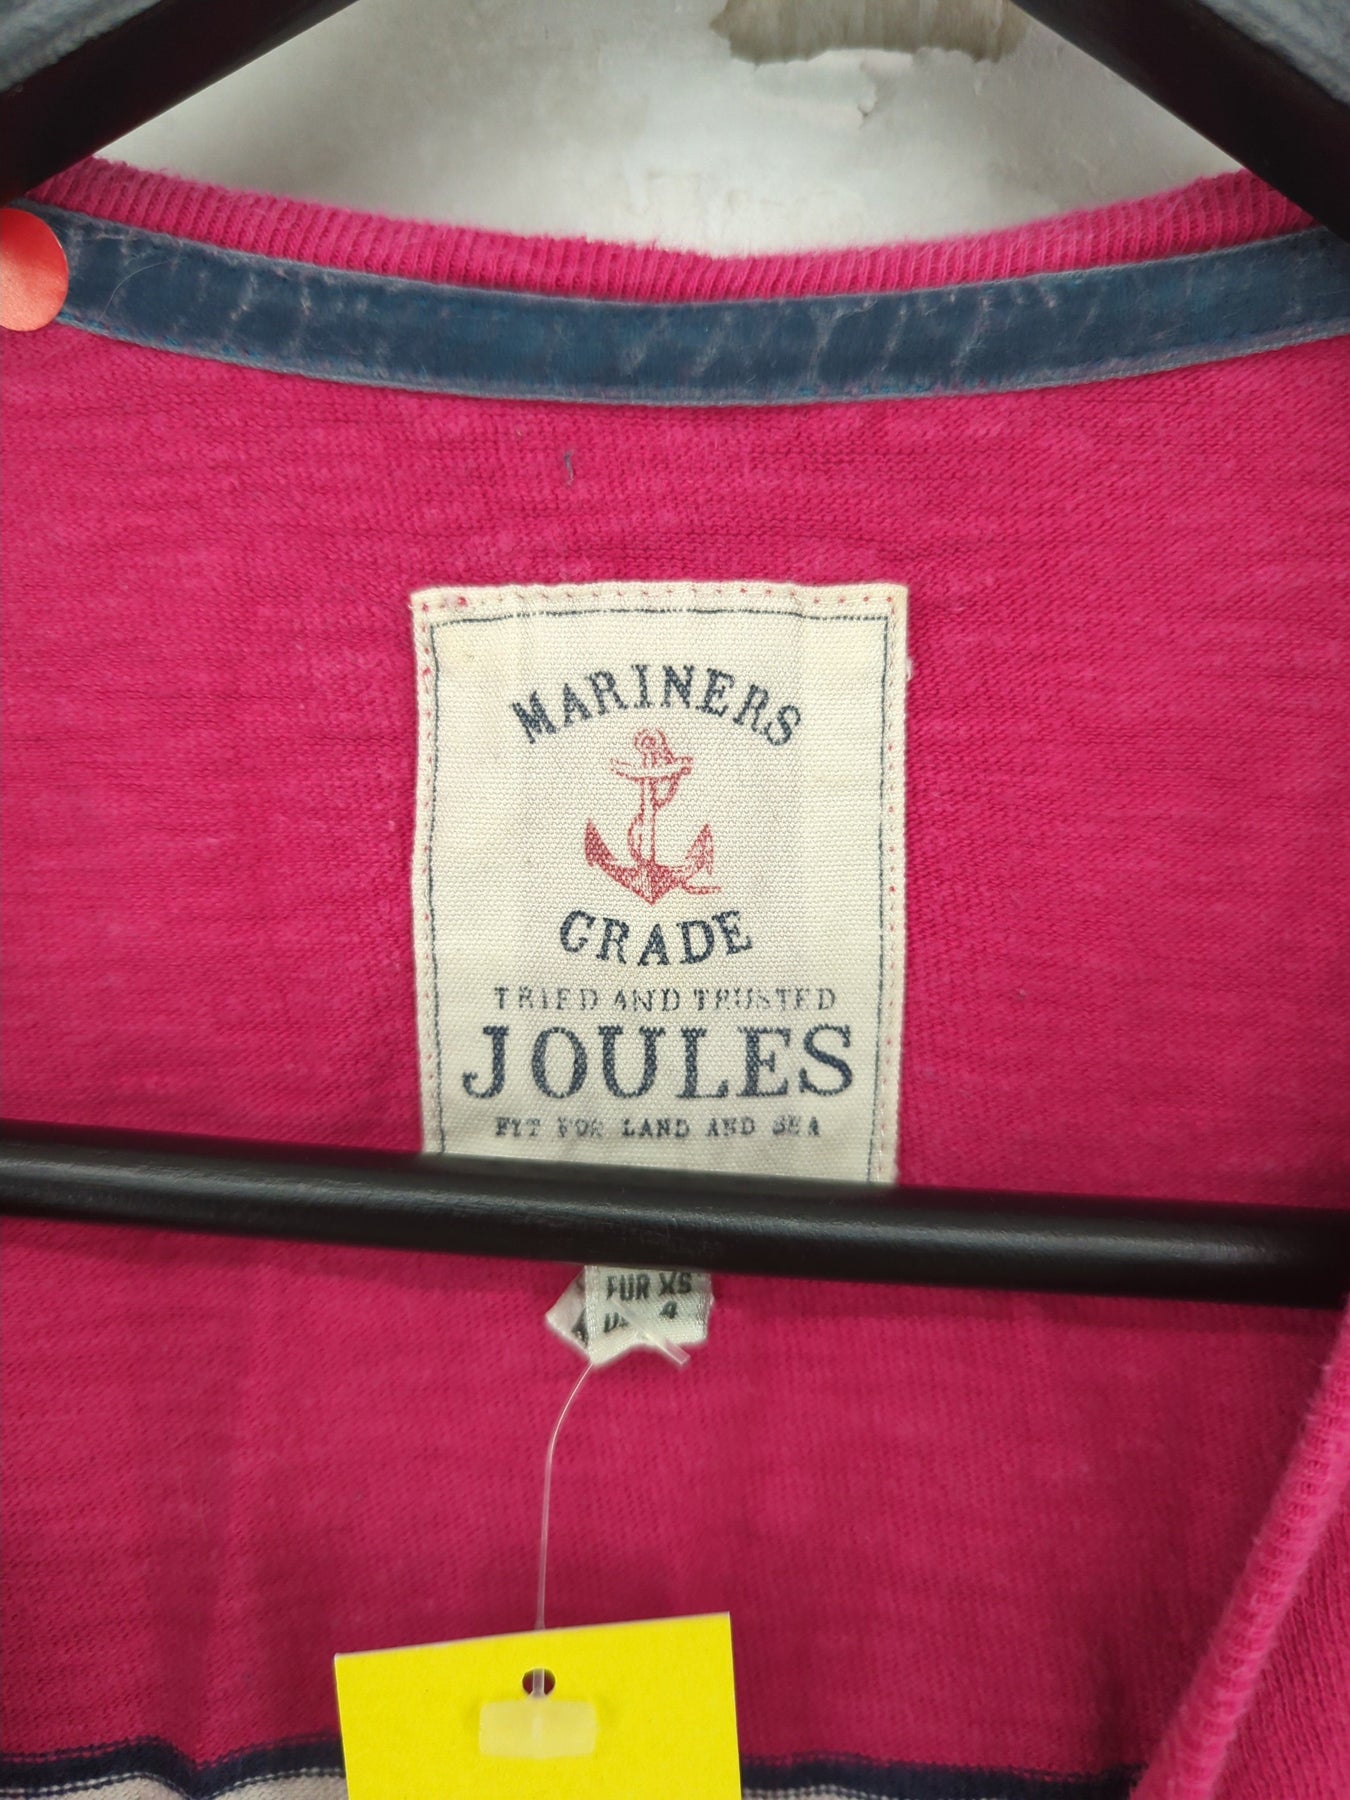 MARINERS
GRADE
TRIED AND TRUSTED
JOULES
FIT FOR LAND AND SEA
EUR XS
4